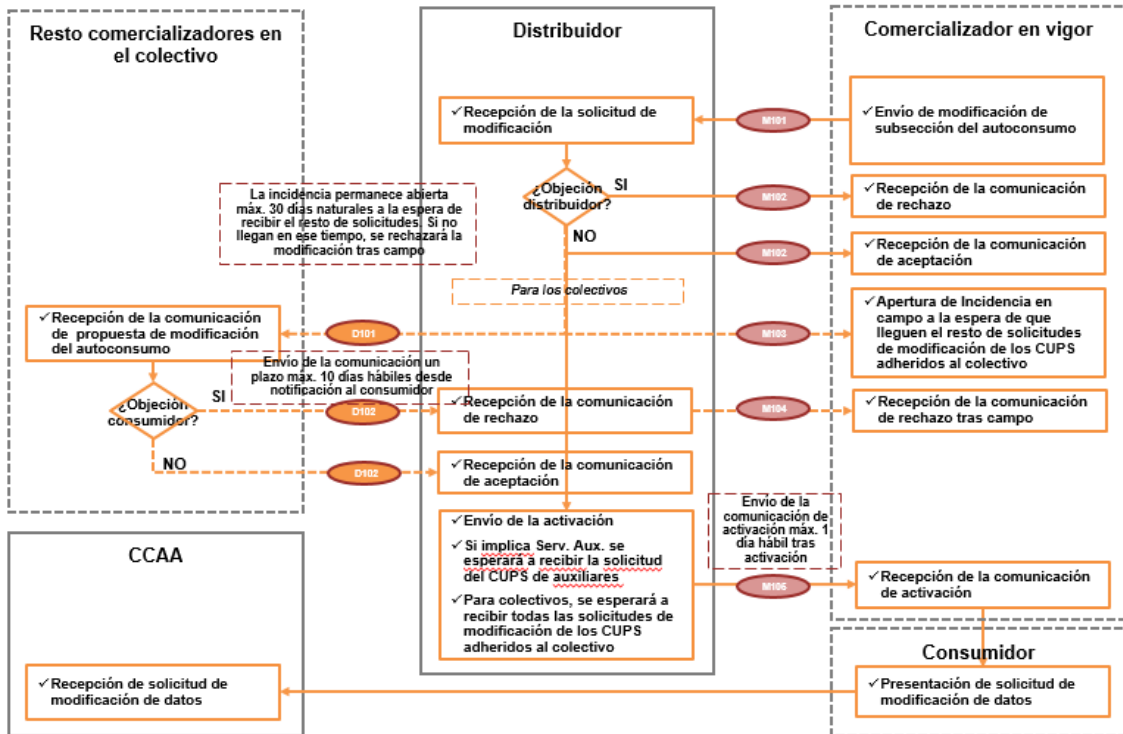 Resto comercializadores en
el colectivo
Distribuidor
Comercializador en vigor
✓Recepción de la solicitud de
modificación
M101
✓Envío de modificación de
subsección del autoconsumo
La incidencia permanece abierta
máx. 30 días naturales a la espera de
recibir el resto de solicitudes. Si no
llegan en ese tiempo, se rechazará la
modificación tras campo
¿Objeción
distribuidor?
SI
M102
✓Recepción de la comunicación
de rechazo
NO
M102
✓Recepción de la comunicación
de aceptación
Para los colectivos
✓Recepción de la comunicación
de propuesta de modificación
del autoconsumo
D101
M103
✓Apertura de Incidencia en
campo a la espera de que
lleguen el resto de solicitudes
de modificación de los CUPS
adheridos al colectivo
Envío de la comunicación un
plazo máx. 10 días hábiles desde
notificación al consumidor
¿Objeción
consumidor?
SI
D102
✓Recepción de la comunicación
de rechazo
M104
✓Recepción de la comunicación
de rechazo tras campo
NO
D102
✓Recepción de la comunicación
de aceptación
✓Envío de la activación
✓Si implica Serv. Aux. se
esperará a recibir la solicitud
del CUPS de auxiliares
✓Para colectivos, se esperará a
recibir todas las solicitudes de
modificación de los CUPS
adheridos al colectivo
Envío de la
comunicación de
activación máx. 1
día hábil tras
activación
M105
✓Recepción de la comunicación
de activación
CCAA
Consumidor
✓Recepción de solicitud de
modificación de datos
✓Presentación de solicitud de
modificación de datos